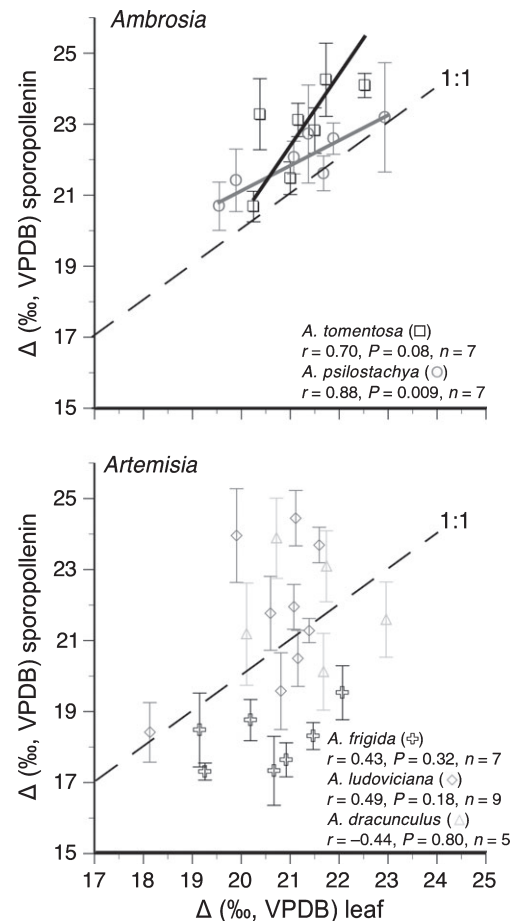 Ambrosia
25
1:1
23
21
19
17
15
Δ (‰, VPDB) sporopollenin
A. tomentosa (□)
r = 0.70, P = 0.08, n = 7
A. psilostachya (○)
r = 0.88, P = 0.009, n = 7
Artemisia
25
1:1
23
21
19
17
15
Δ (‰, VPDB) sporopollenin
A. frigida (✚)
r = 0.43, P = 0.32, n = 7
A. ludoviciana (◇)
r = 0.49, P = 0.18, n = 9
A. dracunculus (△)
r = –0.44, P = 0.80, n = 5
17 18 19 20 21 22 23 24 25
Δ (‰, VPDB) leaf